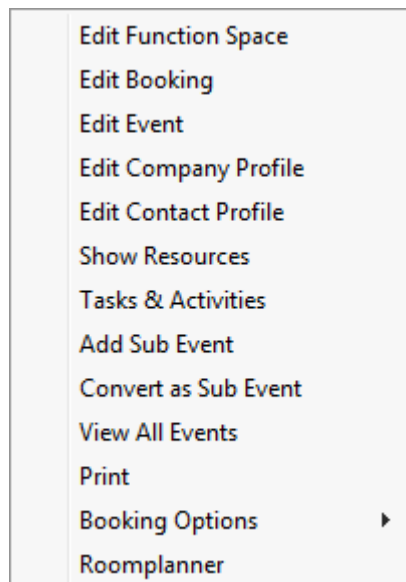 Edit Function Space
Edit Booking
Edit Event
Edit Company Profile
Edit Contact Profile
Show Resources
Tasks & Activities
Add Sub Event
Convert as Sub Event
View All Events
Print
Booking Options
Roomplanner